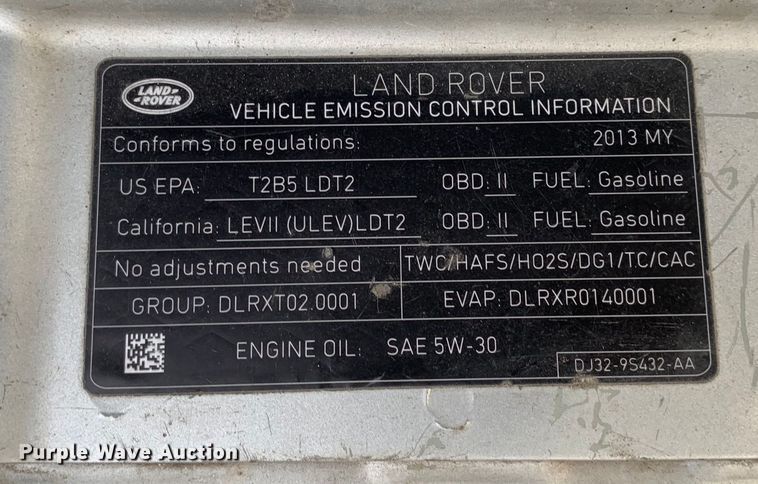 LAND ROVER
LAND ROVER
VEHICLE EMISSION CONTROL INFORMATION
Conforms to regulations: 2013 MY
US EPA: T2B5 LDT2 OBD: II FUEL: Gasoline
California: LEVII (ULEV)LDT2 OBD: II FUEL: Gasoline
No adjustments needed TWC/HAFS/HO2S/DG1/TC/CAC
GROUP: DLRXT02.0001 EVAP: DLRXR0140001
ENGINE OIL: SAE 5W-30
DJ32-9S432-AA
Purple Wave Auction